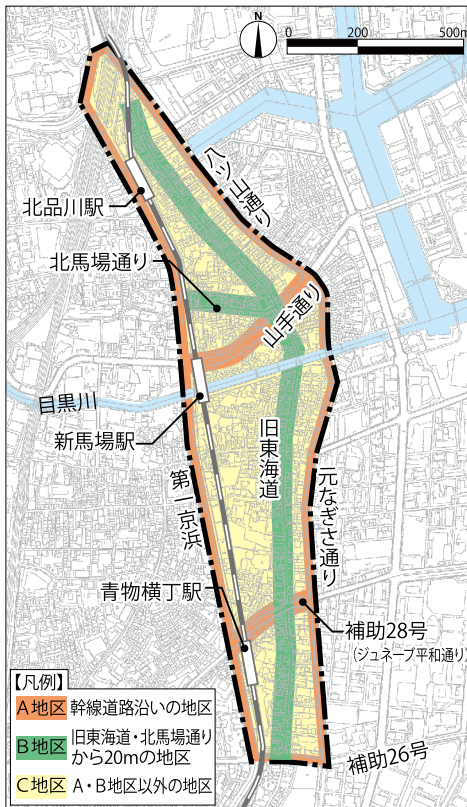 N
0 200 500m
八ツ山通り
北品川駅
北馬場通り
山手通り
目黒川
新馬場駅
旧東海道
第一京浜
元なぎさ通り
青物横丁駅
補助28号
(ジュネーブ平和通り)
補助26号
【凡例】
A地区 幹線道路沿いの地区
B地区 旧東海道・北馬場通り
から20mの地区
C地区 A・B地区以外の地区